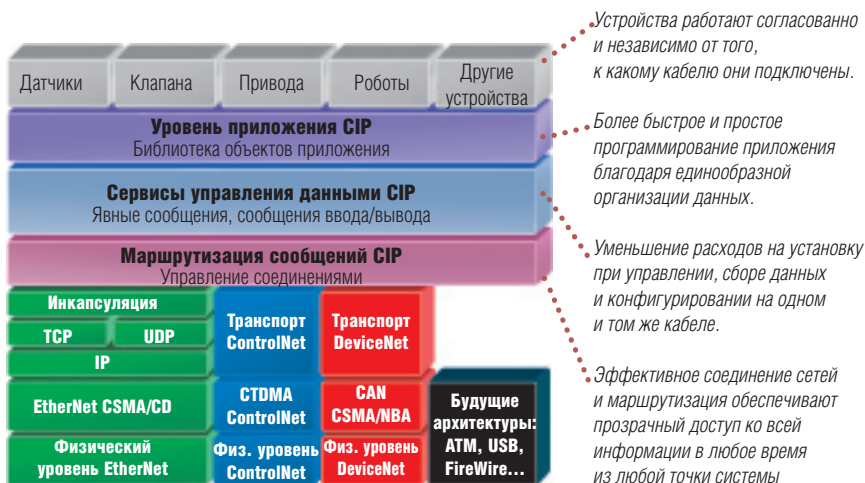 Датчики
Клапана
Привода
Роботы
Другие
устройства
Уровень приложения CIP
Библиотека объектов приложения
Сервисы управления данными CIP
Явные сообщения, сообщения ввода/вывода
Маршрутизация сообщений CIP
Управление соединениями
Инкапсуляция
TCP
UDP
IP
EtherNet CSMA/CD
Физический
уровень EtherNet
Транспорт
ControlNet
CTDMA
ControlNet
Физ. уровень
ControlNet
Транспорт
DeviceNet
CAN
CSMA/NBA
Физ. уровень
DeviceNet
Будущие
архитектуры:
ATM, USB,
FireWire...
Устройства работают согласованно
и независимо от того,
к какому кабелю они подключены.
Более быстрое и простое
программирование приложения
благодаря единообразной
организации данных.
Уменьшение расходов на установку
при управлении, сборе данных
и конфигурировании на одном
и том же кабеле.
Эффективное соединение сетей
и маршрутизация обеспечивают
прозрачный доступ ко всей
информации в любое время
из любой точки системы